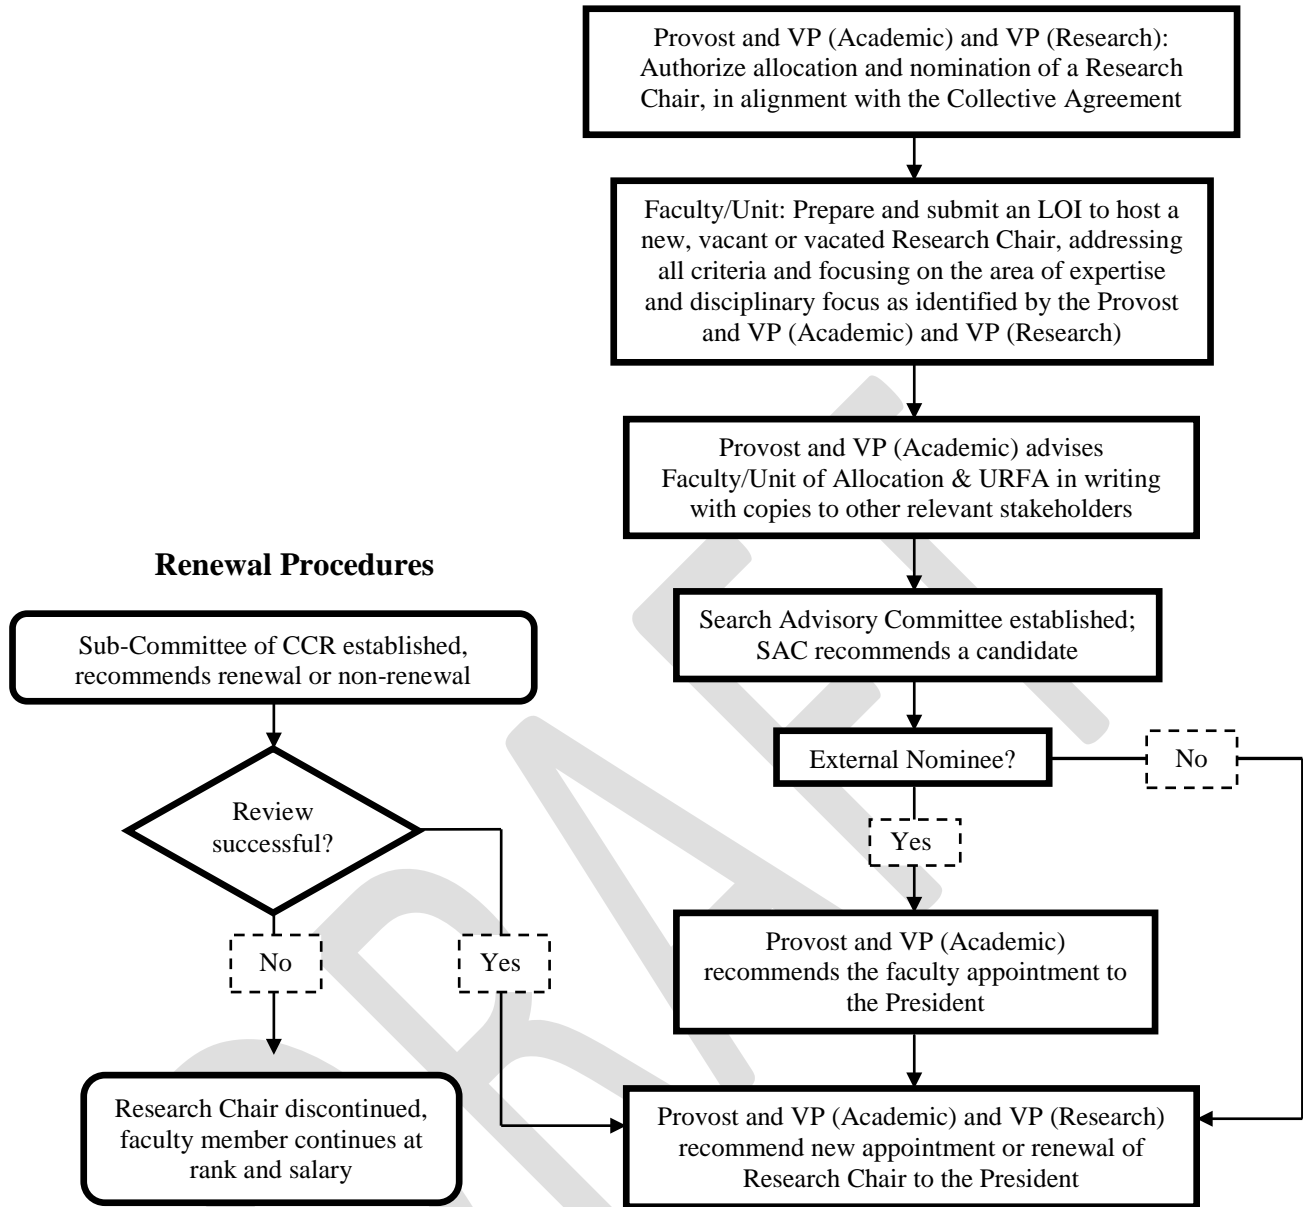 Provost and VP (Academic) and VP (Research):
Authorize allocation and nomination of a Research
Chair, in alignment with the Collective Agreement
Faculty/Unit: Prepare and submit an LOI to host a
new, vacant or vacated Research Chair, addressing
all criteria and focusing on the area of expertise
and disciplinary focus as identified by the Provost
and VP (Academic) and VP (Research)
Provost and VP (Academic) advises
Faculty/Unit of Allocation & URFA in writing
with copies to other relevant stakeholders
Search Advisory Committee established;
SAC recommends a candidate
External Nominee?
No
Yes
Provost and VP (Academic)
recommends the faculty appointment to
the President
Provost and VP (Academic) and VP (Research)
recommend new appointment or renewal of
Research Chair to the President
Renewal Procedures
Sub-Committee of CCR established,
recommends renewal or non-renewal
Review
successful?
No
Yes
Research Chair discontinued,
faculty member continues at
rank and salary
DRAFT